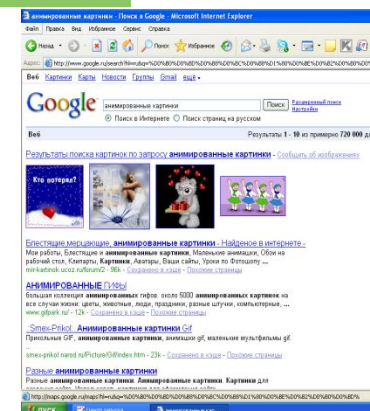 анимированные картинки - Поиск в Google - Microsoft Internet Explorer
Файл Правка Вид Избранное Сервис Справка
Назад Поиск Избранное
Адрес:
Веб Картинки Карты Новости Группы Gmail ещё
Google анимированные картинки Поиск Расширенный поиск
Настройки
Поиск в Интернете Поиск страниц на русском
Веб Результаты 1 - 10 из примерно 720 000 д
Результаты поиска картинок по запросу анимированные картинки - Сообщить об изображениях
Кто потерял?
Блестящие,мерцающие, анимированные картинки - Найденое в интернете -
Мои работы, Блестящие и анимированные картинки, Маленькие анимашки, Обои на
рабочий стол, Клипарты, Картинки, Аватары, Ваши сайты, Уроки по Фотошопу ...
mir-kartinok.ucoz.ru/forum/2 - 96k - Сохранено в кэше - Похожие страницы
АНИМИРОВАННЫЕ ГИФЫ
большая коллекция анимированных гифов. около 5000 анимированных картинок на
все случаи жизни: цветы, животные, люди, праздники, разные штучки, компьютерные, ...
www.gifpark.ru/ - 12k - Сохранено в кэше - Похожие страницы
:Smex-Prikol: Анимированные картинки Gif
Прикольные GIF, анимированные картинки, анимашки gif, маленькие мультфильмы gif.
...
smex-prikol.narod.ru/Picture/Gif/index.htm - 23k - Сохранено в кэше - Похожие страницы
Разные анимированные картинки
Разные анимированные картинки. Анимированные картинки. Картинки для
пуск